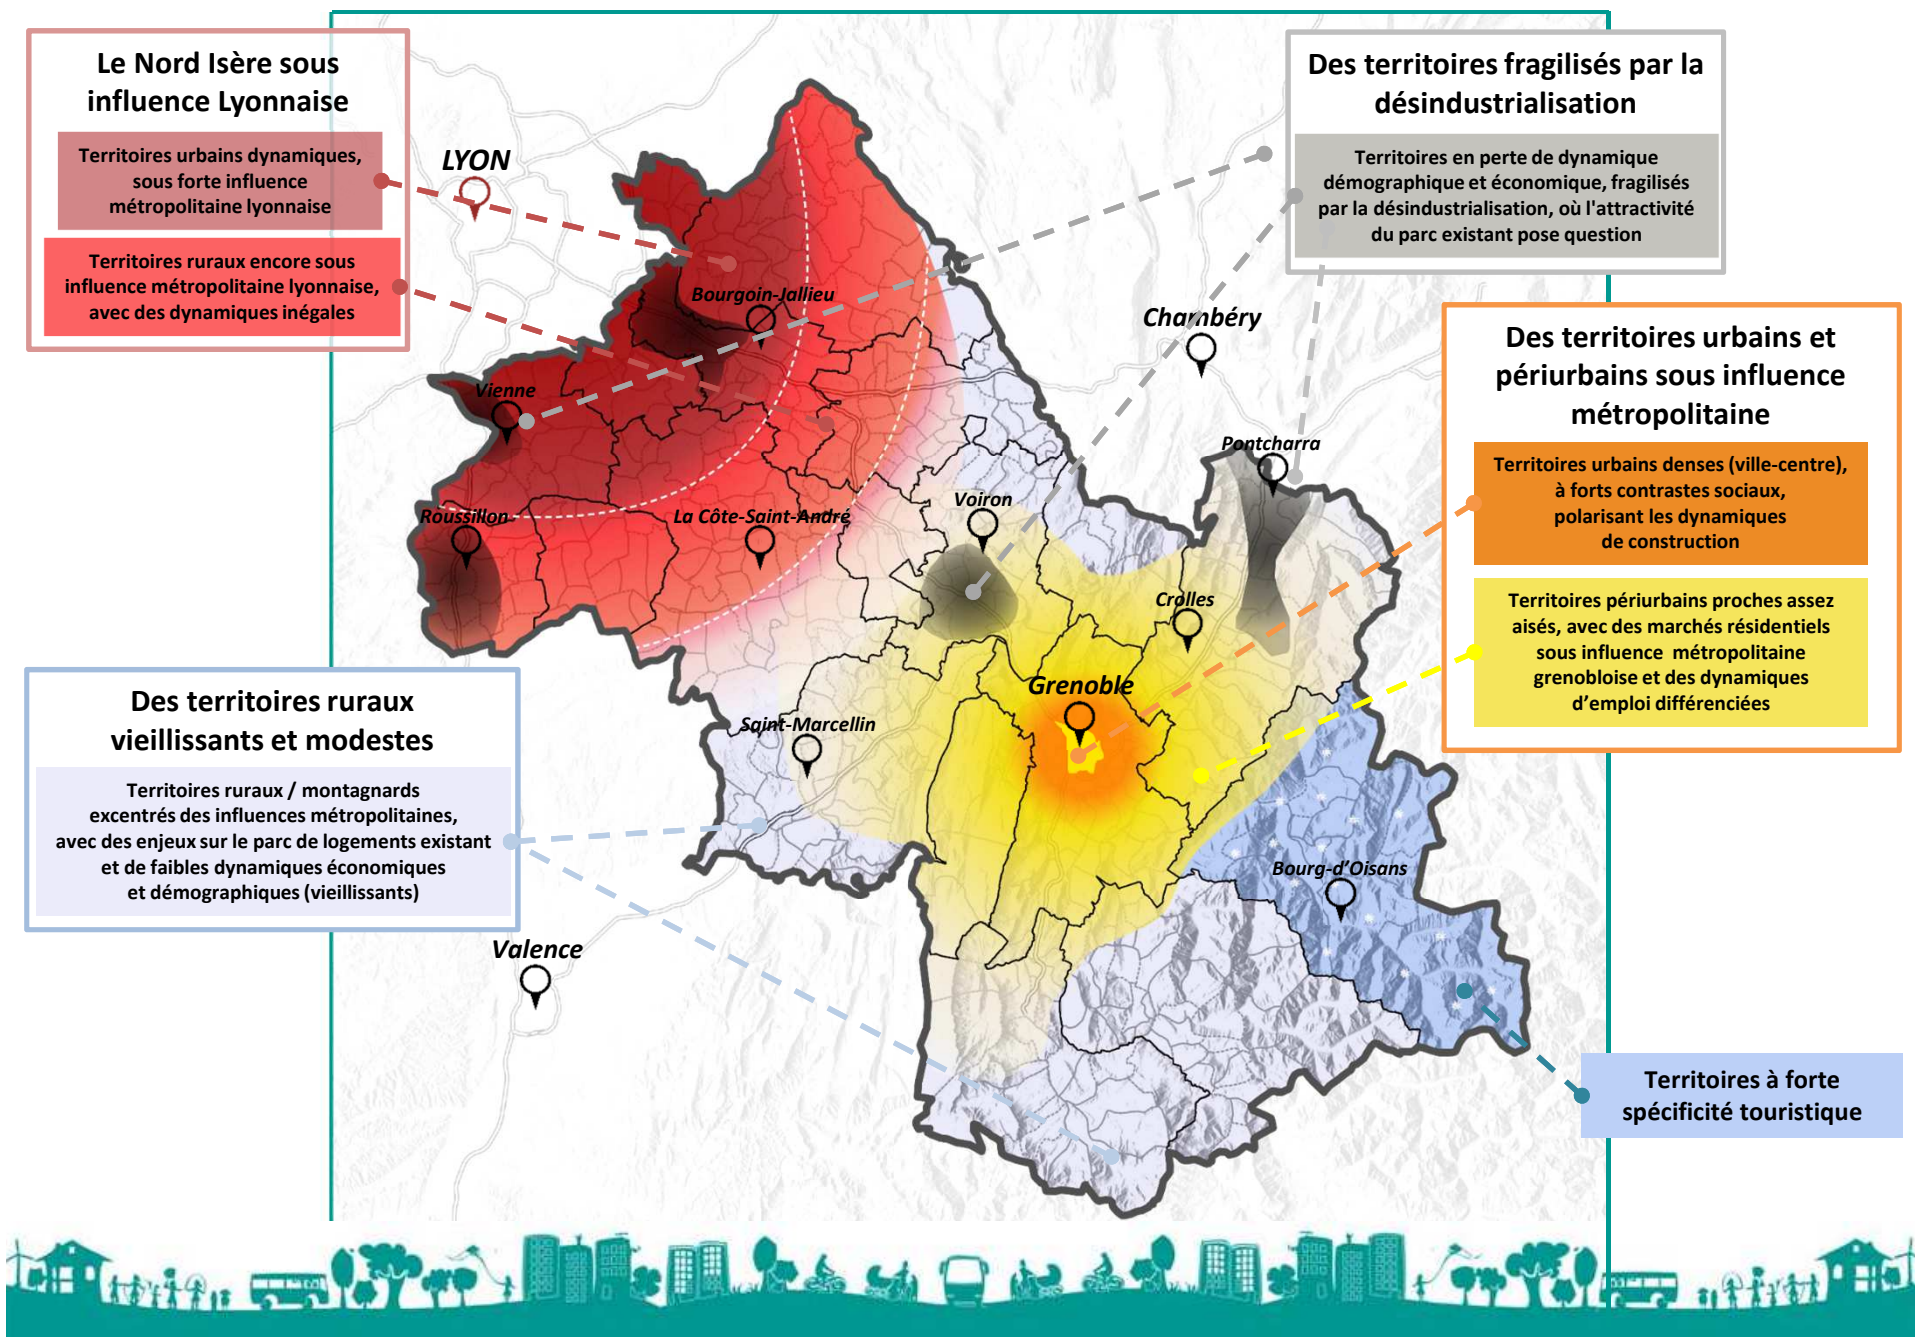 Le Nord Isère sous
influence Lyonnaise
Territoires urbains dynamiques,
sous forte influence
métropolitaine lyonnaise
Territoires ruraux encore sous
influence métropolitaine lyonnaise,
avec des dynamiques inégales
Des territoires fragilisés par la
désindustrialisation
Territoires en perte de dynamique
démographique et économique, fragilisés
par la désindustrialisation, où l'attractivité
du parc existant pose question
Des territoires urbains et
périurbains sous influence
métropolitaine
Territoires urbains denses (ville-centre),
à forts contrastes sociaux,
polarisant les dynamiques
de construction
Territoires périurbains proches assez
aisés, avec des marchés résidentiels
sous influence métropolitaine
grenobloise et des dynamiques
d’emploi différenciées
Des territoires ruraux
vieillissants et modestes
Territoires ruraux / montagnards
excentrés des influences métropolitaines,
avec des enjeux sur le parc de logements existant
et de faibles dynamiques économiques
et démographiques (vieillissants)
Territoires à forte
spécificité touristique
LYON
Bourgoin-Jallieu
Chambéry
Vienne
Pontcharra
Voiron
Roussillon
La Côte-Saint-André
Crolles
Grenoble
Saint-Marcellin
Bourg-d’Oisans
Valence